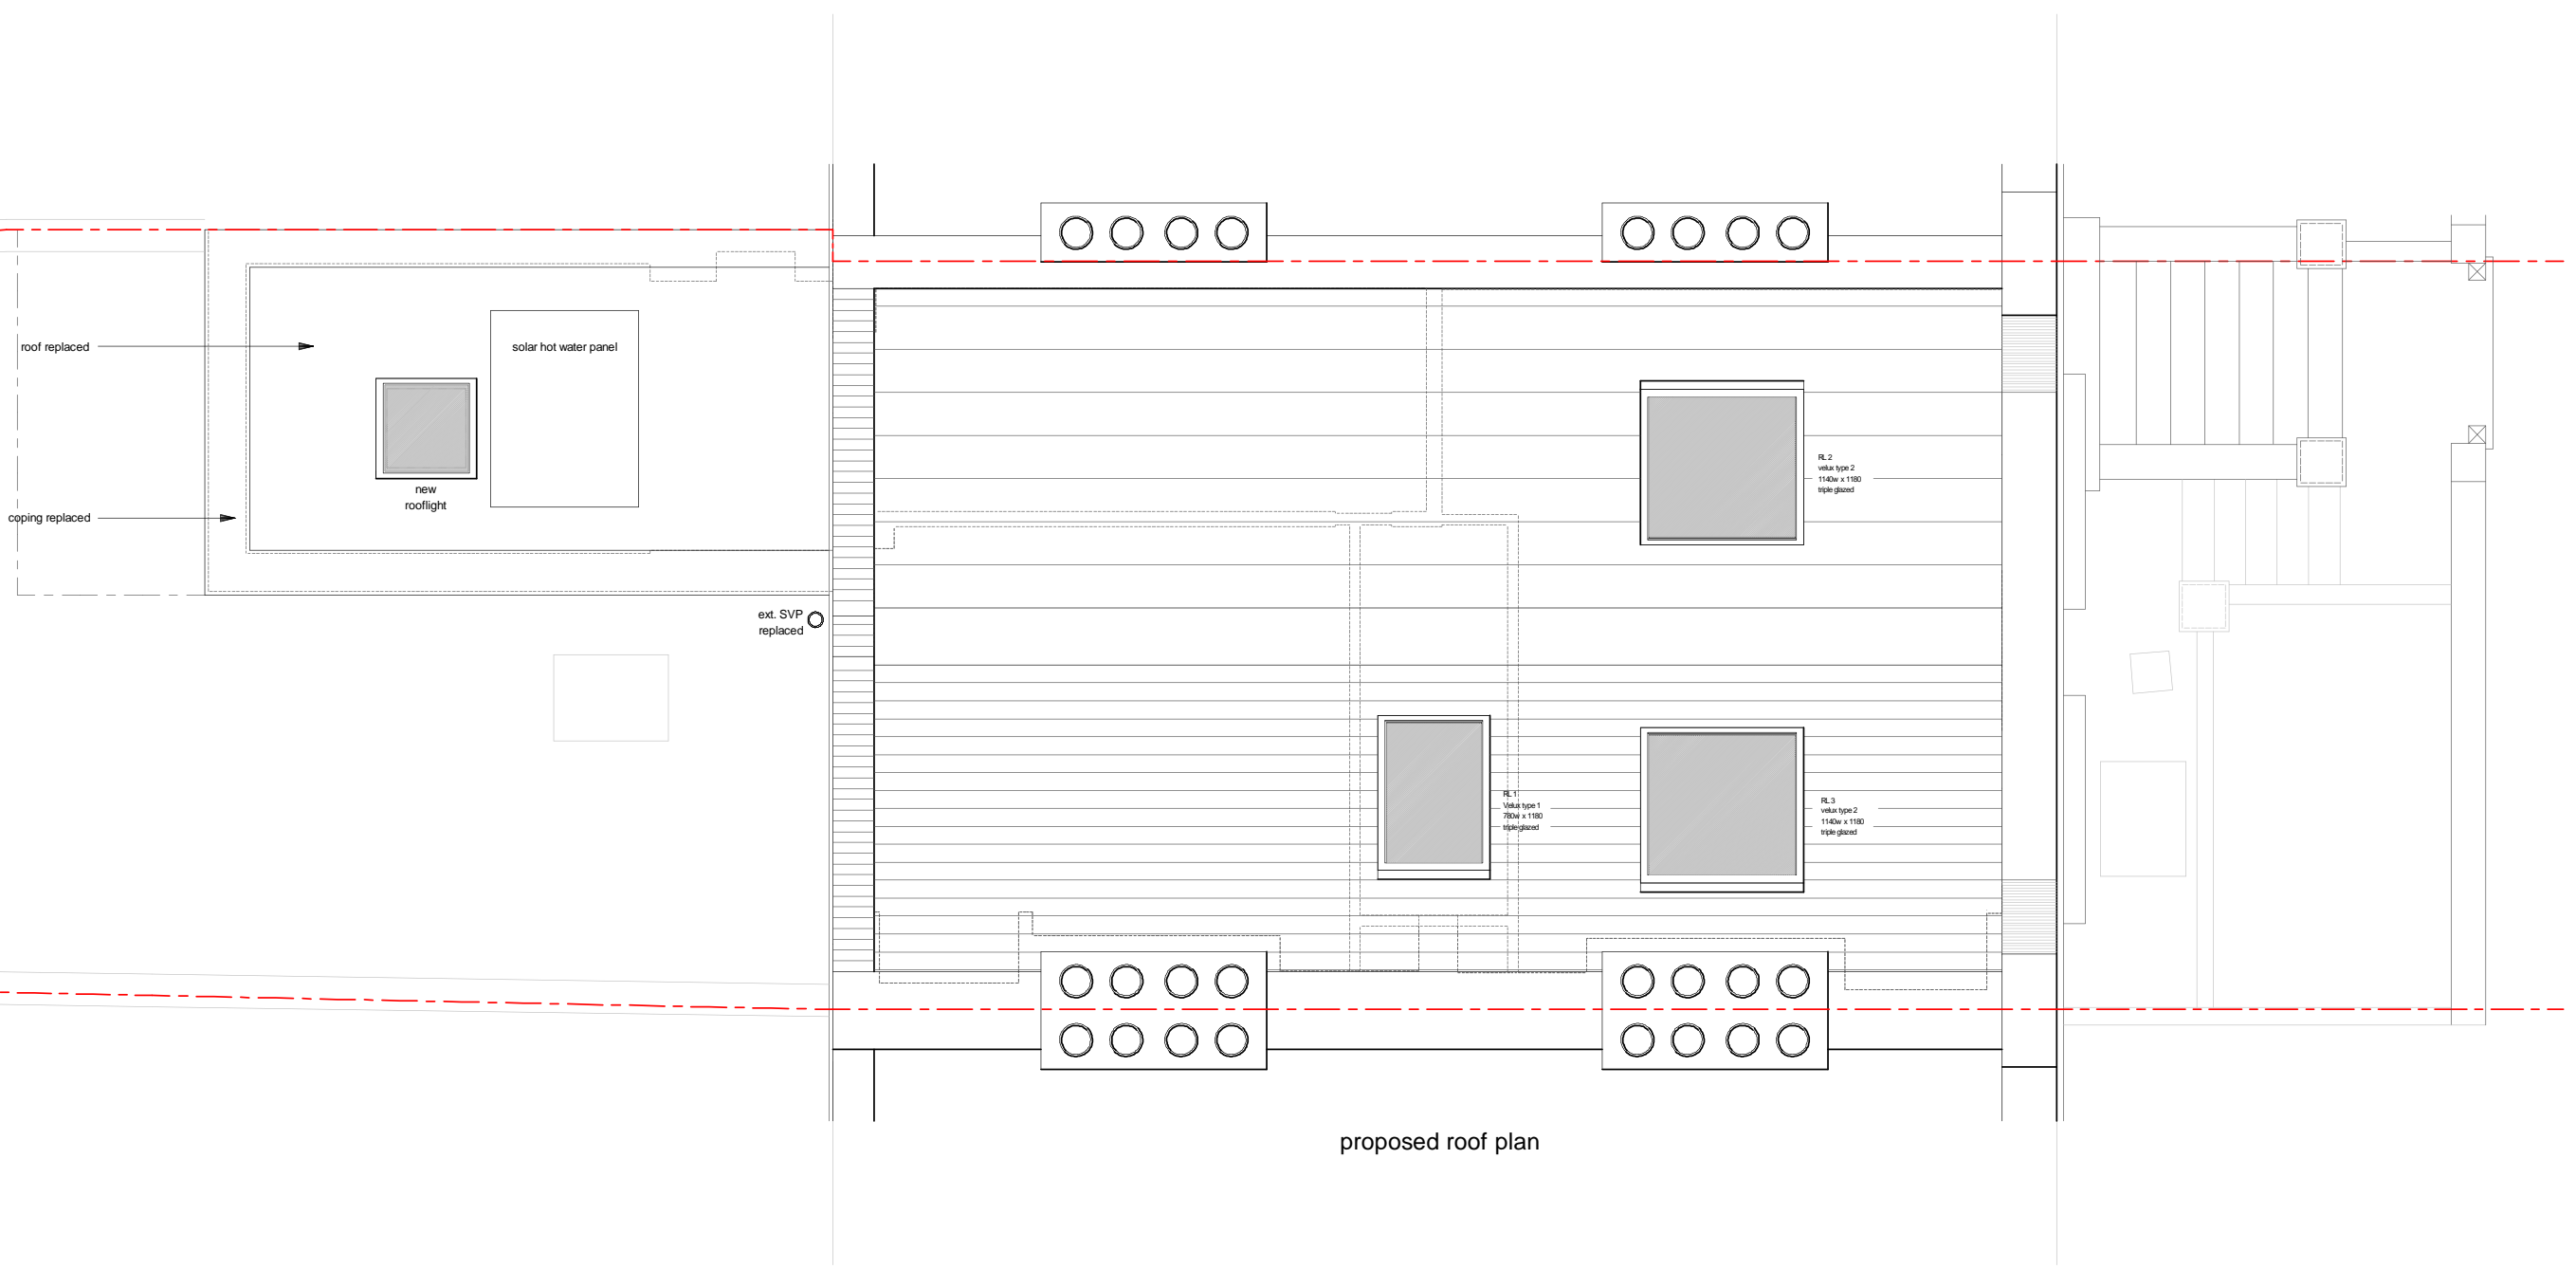 roof replaced
solar hot water panel
new
rooflight
coping replaced
ext. SVP
replaced
RL 2
velux type 2
1140w x 1180
triple glazed
RL 1
Velux type 1
780w x 1180
triple glazed
RL 3
velux type 2
1140w x 1180
triple glazed
proposed roof plan